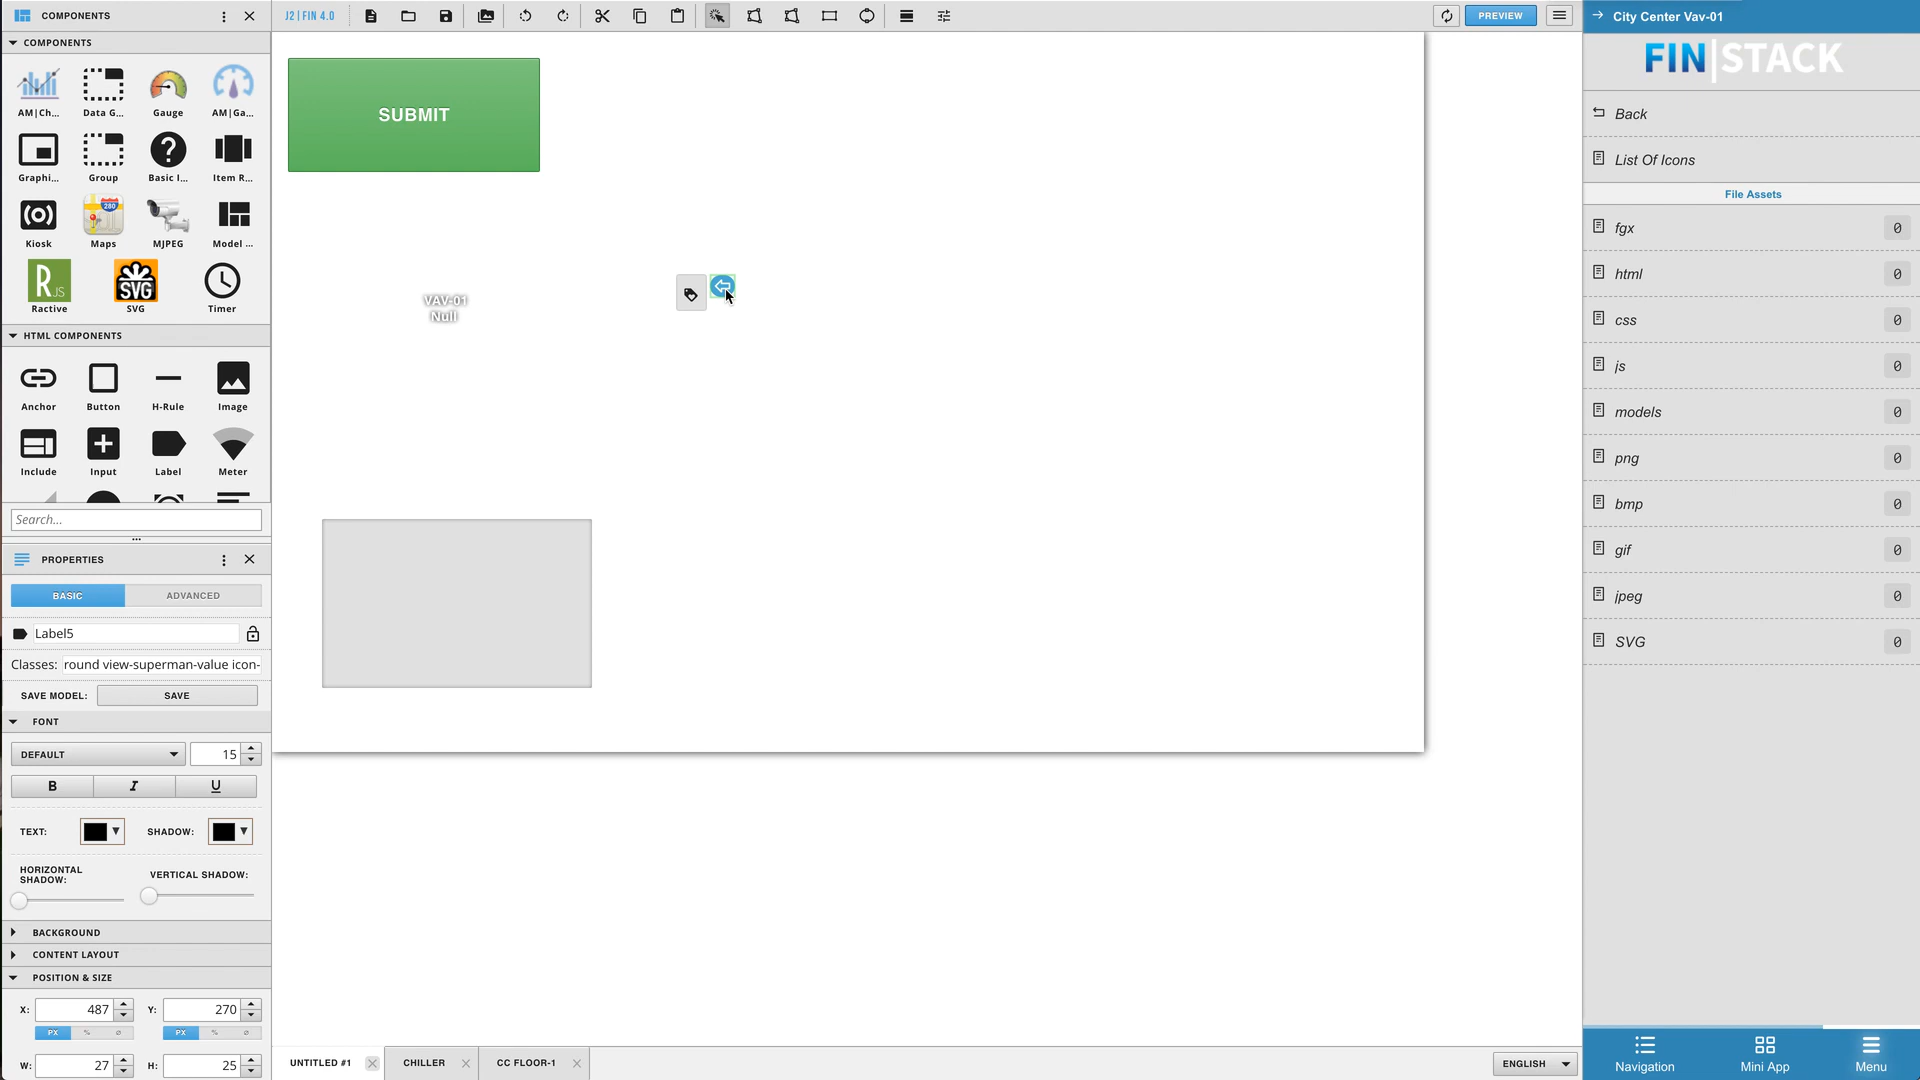 COMPONENTS
COMPONENTS
AM|Ch...
Data G...
Gauge
AM|Ga...
Graphi...
Group
Basic I...
Item R...
280
Kiosk
Maps
MJPEG
Model ...
R JS
SVG
Ractive
SVG
Timer
HTML COMPONENTS
Anchor
Button
H-Rule
Image
Include
Input
Label
Meter
Search...
PROPERTIES
BASIC
ADVANCED
Label5
Classes: round view-superman-value icon-
SAVE MODEL: SAVE
FONT
DEFAULT 15
B I U
TEXT: SHADOW:
HORIZONTAL SHADOW:
VERTICAL SHADOW:
BACKGROUND
CONTENT LAYOUT
POSITION & SIZE
X: 487 Y: 270
PX % ⌀ PX % ⌀
W: 27 H: 25
J2 | FIN 4.0
PREVIEW
SUBMIT
VAV-01
Null
UNTITLED #1
CHILLER
CC FLOOR-1
ENGLISH
City Center Vav-01
FIN|STACK
Back
List Of Icons
File Assets
fgx 0
html 0
css 0
js 0
models 0
png 0
bmp 0
gif 0
jpeg 0
SVG 0
Navigation
Mini App
Menu